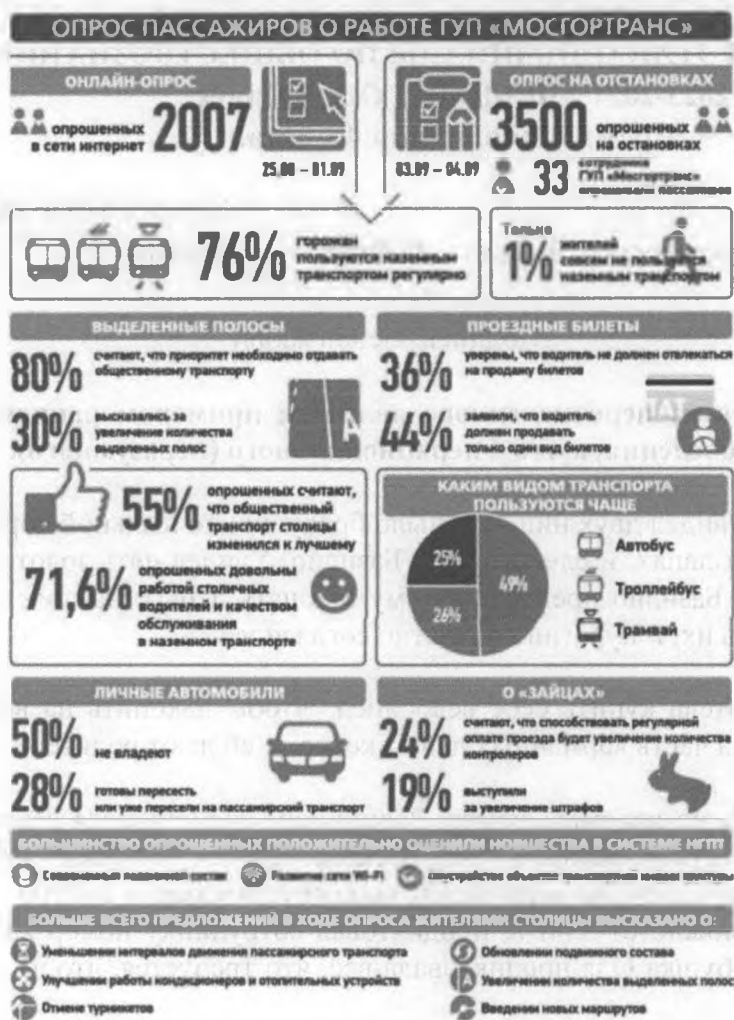 ОПРОС ПАССАЖИРОВ О РАБОТЕ ГУП «МОСГОРТРАНС»
ОНЛАЙН-ОПРОС
опрошенных
в сети интернет
2007
25.08 – 01.09
ОПРОС НА ОТСТАНОВКАХ
3500
опрошенных
на остановках
03.09 – 04.09
33
сотрудника
ГУП «Мосгортранс»
опрашивали пассажиров
76%
горожан
пользуются наземным
транспортом регулярно
Только
1%
жителей
совсем не пользуются
наземным транспортом
ВЫДЕЛЕННЫЕ ПОЛОСЫ
80%
считают, что приоритет необходимо отдавать
общественному транспорту
30%
высказались за
увеличение количества
выделенных полос
А
ПРОЕЗДНЫЕ БИЛЕТЫ
36%
уверены, что водитель не должен отвлекаться
на продажу билетов
44%
заявили, что водитель
должен продавать
только один вид билетов
55%
опрошенных считают,
что общественный
транспорт столицы
изменился к лучшему
71,6%
опрошенных довольны
работой столичных
водителей и качеством
обслуживания
в наземном транспорте
КАКИМ ВИДОМ ТРАНСПОРТА
ПОЛЬЗУЮТСЯ ЧАЩЕ
25%
49%
26%
Автобус
Троллейбус
Трамвай
ЛИЧНЫЕ АВТОМОБИЛИ
50%
не владеют
28%
готовы пересесть
или уже пересели на пассажирский транспорт
О «ЗАЙЦАХ»
24%
считают, что способствовать регулярной
оплате проезда будет увеличение количества
контролеров
19%
выступили
за увеличение штрафов
БОЛЬШИНСТВО ОПРОШЕННЫХ ПОЛОЖИТЕЛЬНО ОЦЕНИЛИ НОВШЕСТВА В СИСТЕМЕ НГПТ
Современный подвижной состав
Развитие сети Wi-Fi
объектов транспортной
БОЛЬШЕ ВСЕГО ПРЕДЛОЖЕНИЙ В ХОДЕ ОПРОСА ЖИТЕЛЯМИ СТОЛИЦЫ ВЫСКАЗАНО О:
Уменьшении интервалов движения пассажирского транспорта
Улучшении работы кондиционеров и отопительных устройств
Отмене турникетов
Обновлении подвижного состава
А
Увеличении количества выделенных полос
Введении новых маршрутов